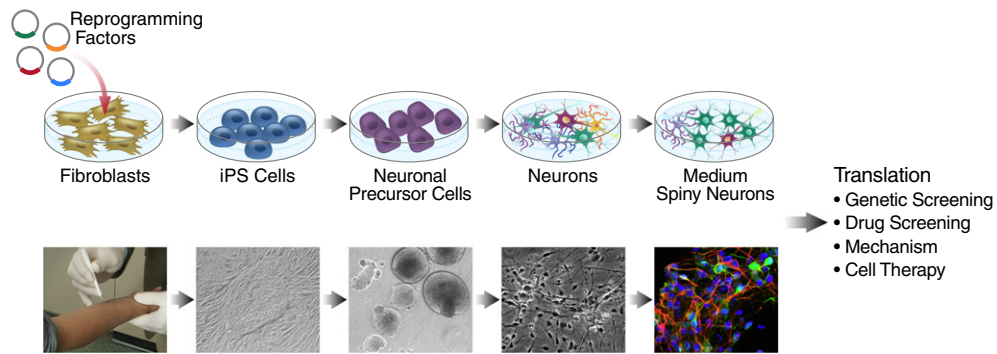 Reprogramming
Factors
Fibroblasts
iPS Cells
Neuronal
Precursor Cells
Neurons
Medium
Spiny Neurons
Translation
• Genetic Screening
• Drug Screening
• Mechanism
• Cell Therapy